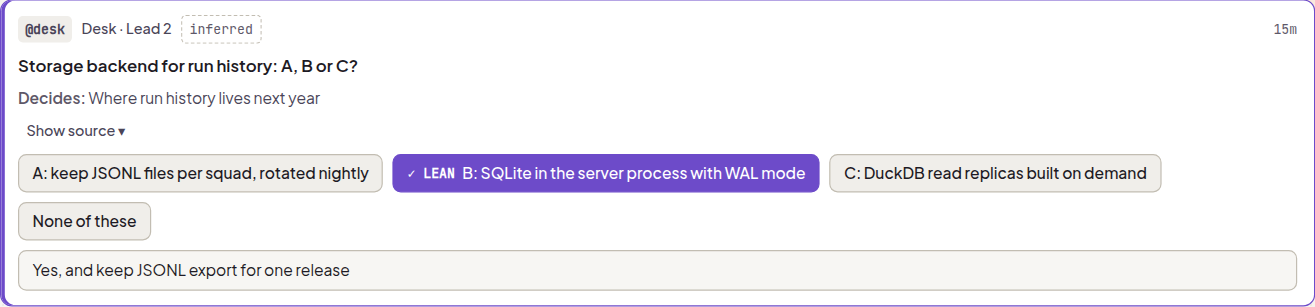 @desk Desk · Lead 2 inferred 15m
Storage backend for run history: A, B or C?
Decides: Where run history lives next year
Show source ▾
A: keep JSONL files per squad, rotated nightly ✓ LEAN B: SQLite in the server process with WAL mode C: DuckDB read replicas built on demand
None of these
Yes, and keep JSONL export for one release